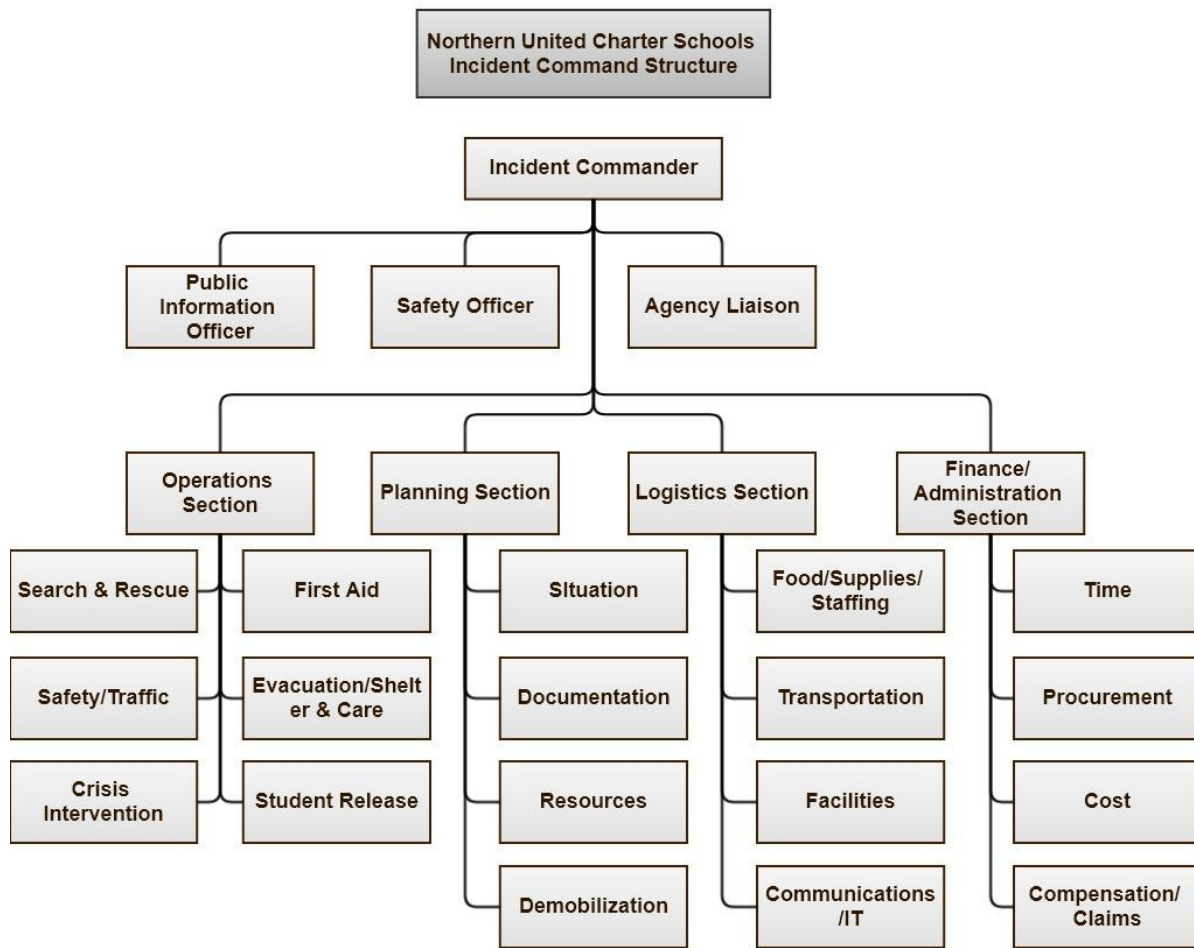 Northern United Charter Schools
Incident Command Structure
Incident Commander
Public
Information
Officer
Safety Officer
Agency Liaison
Operations
Section
Planning Section
Logistics Section
Finance/
Administration
Section
Search & Rescue
First Aid
SItuation
Food/Supplies/
Staffing
Time
Safety/Traffic
Evacuation/Shelt
er & Care
Documentation
Transportation
Procurement
Crisis
Intervention
Student Release
Resources
Facilities
Cost
Demobilization
Communications
/IT
Compensation/
Claims